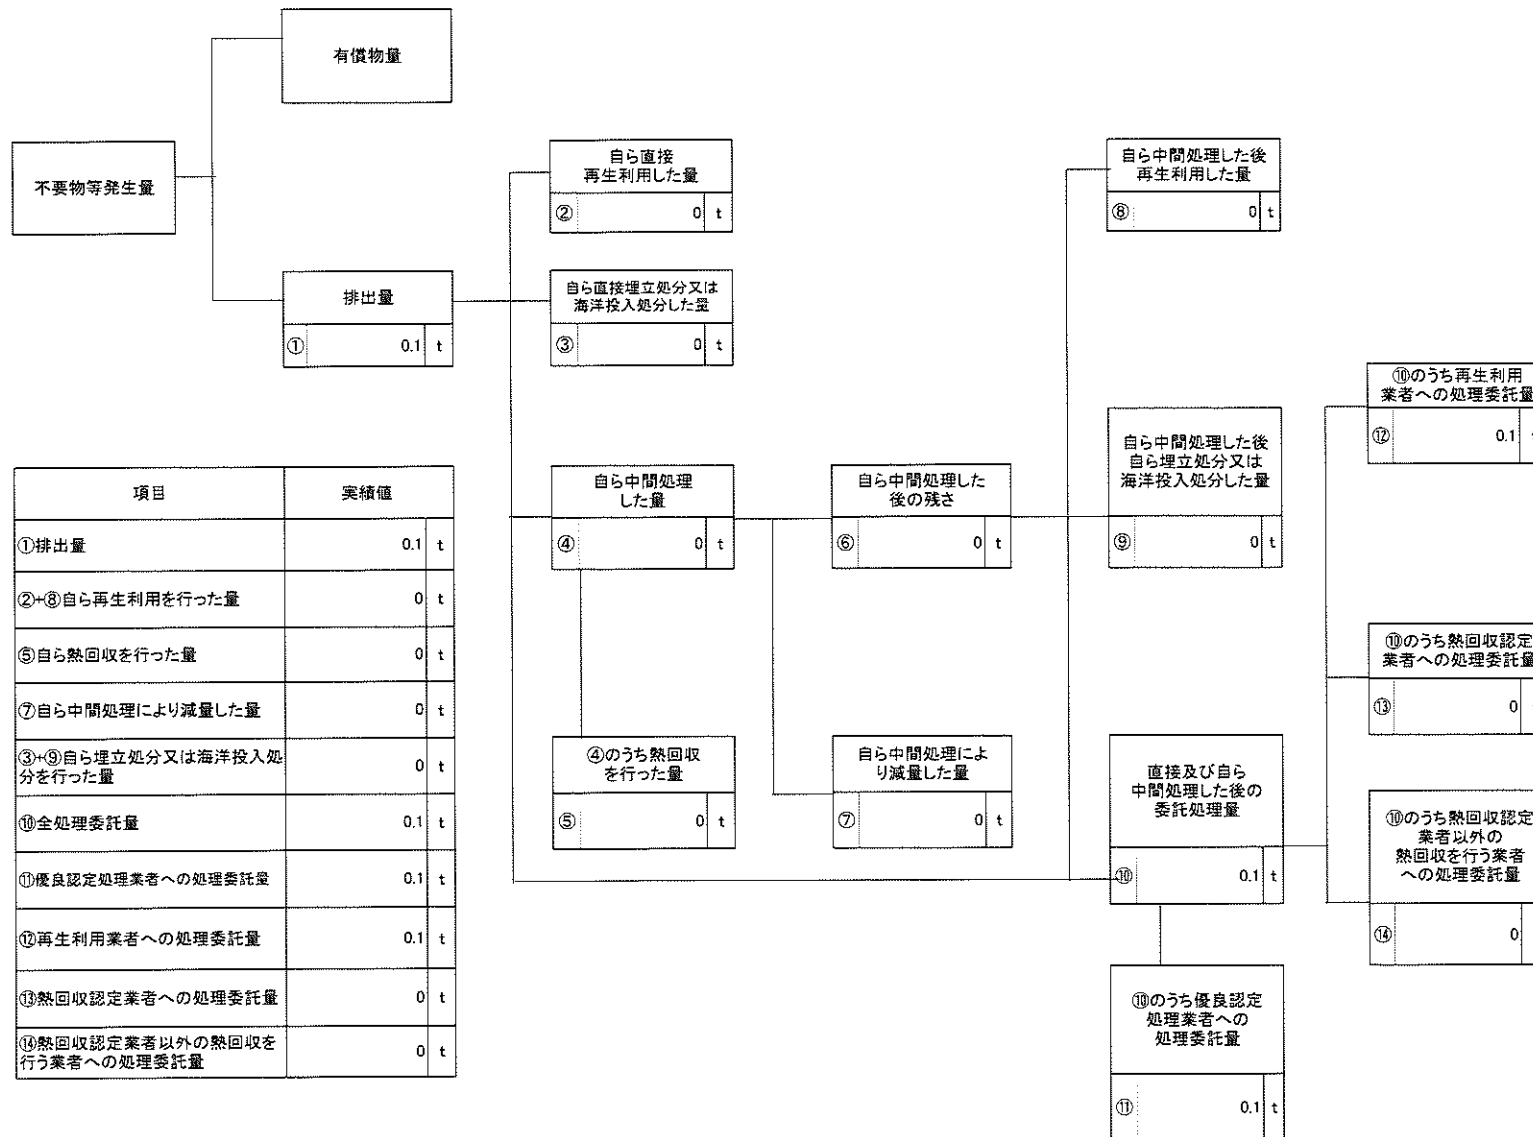 有償物量
不要物等発生量
排出量
① 0.1 t
自ら直接
再生利用した量
② 0 t
自ら直接埋立処分又は
海洋投入処分した量
③ 0 t
自ら中間処理
した量
④ 0 t
④のうち熱回収
を行った量
⑤ 0 t
自ら中間処理した
後の残さ
⑥ 0 t
自ら中間処理によ
り減量した量
⑦ 0 t
自ら中間処理した後
再生利用した量
⑧ 0 t
自ら中間処理した後
自ら埋立処分又は
海洋投入処分した量
⑨ 0 t
直接及び自ら
中間処理した後の
委託処理量
⑩ 0.1 t
⑩のうち優良認定
処理業者への
処理委託量
⑪ 0.1 t
⑩のうち再生利用
業者への処理委託量
⑫ 0.1
⑩のうち熱回収認定
業者への処理委託量
⑬ 0
⑩のうち熱回収認定
業者以外の
熱回収を行う業者
への処理委託量
⑭ 0
項目 実績値
①排出量 0.1 t
②+⑧自ら再生利用を行った量 0 t
⑤自ら熱回収を行った量 0 t
⑦自ら中間処理により減量した量 0 t
③+⑨自ら埋立処分又は海洋投入処
分を行った量 0 t
⑩全処理委託量 0.1 t
⑪優良認定処理業者への処理委託量 0.1 t
⑫再生利用業者への処理委託量 0.1 t
⑬熱回収認定業者への処理委託量 0 t
⑭熱回収認定業者以外の熱回収を
行う業者への処理委託量 0 t